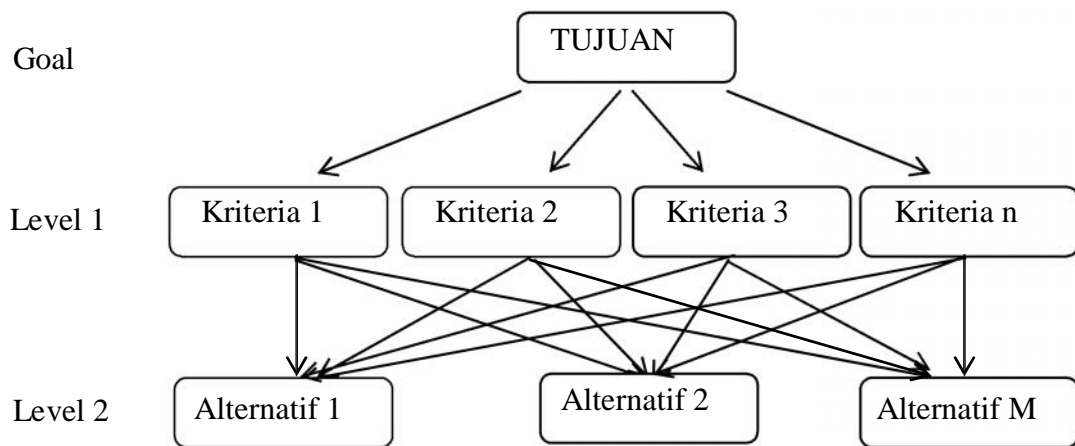 TUJUAN
Goal
Level 1
Kriteria 1
Kriteria 2
Kriteria 3
Kriteria n
Level 2
Alternatif 1
Alternatif 2
Alternatif M